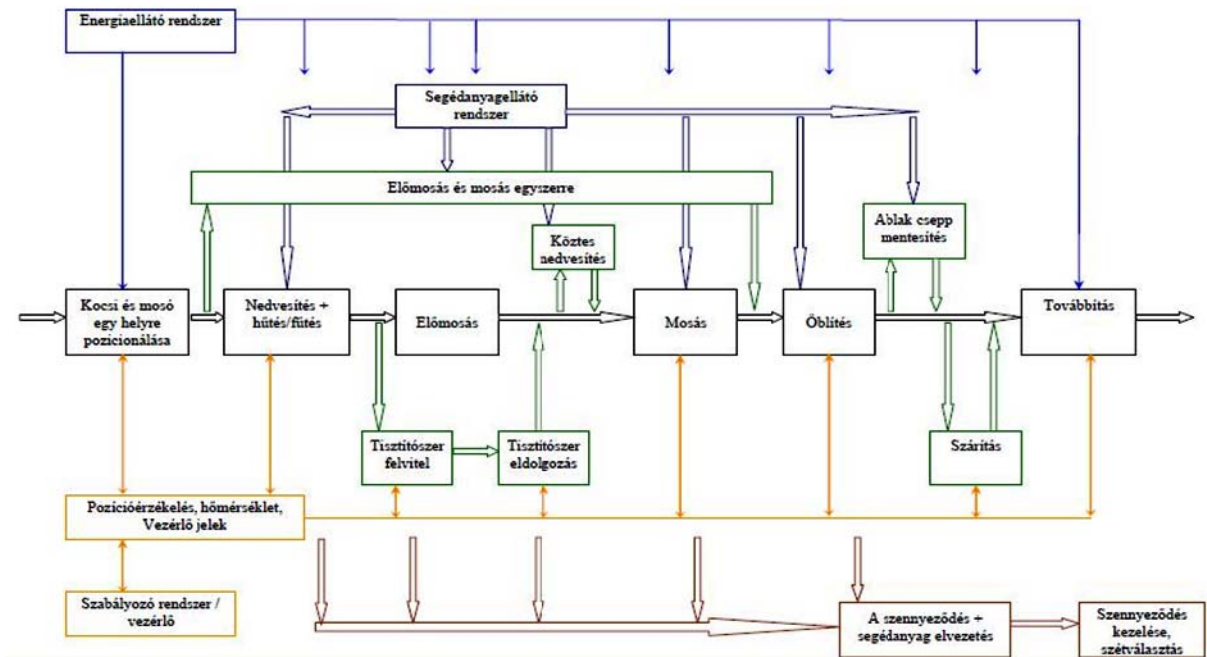 Energiaellátó rendszer
Segédanyagellátó
rendszer
Előmosás és mosás egyszerre
Köztes
nedvesítés
Ablak csepp
mentesítés
Kocsi és mosó
egy helyre
pozicionálása
Nedvesítés +
hűtés/fűtés
Előmosás
Mosás
Öblítés
Továbbítás
Tisztítószer
felvitel
Tisztítószer
eldolgozás
Szárítás
Pozícióérzékelés, hőmérséklet,
Vezérlő jelek
Szabályozó rendszer /
vezérlő
A szennyeződés +
segédanyag elvezetés
Szennyeződés
kezelése,
szétválasztás